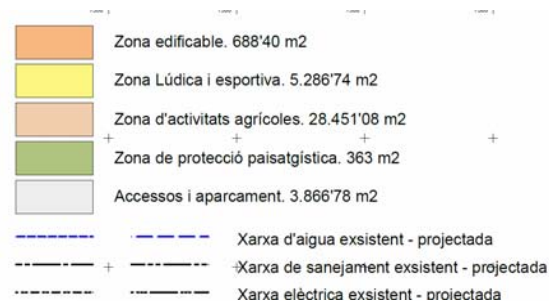 Zona edificable. 688'40 m2
Zona Lúdica i esportiva. 5.286'74 m2
Zona d'activitats agrícoles. 28.451'08 m2
Zona de protecció paisatgística. 363 m2
Accessos i aparcament. 3.866'78 m2
Xarxa d'aigua exsistent - projectada
Xarxa de sanejament exsistent - projectada
Xarxa elèctrica exsistent - projectada